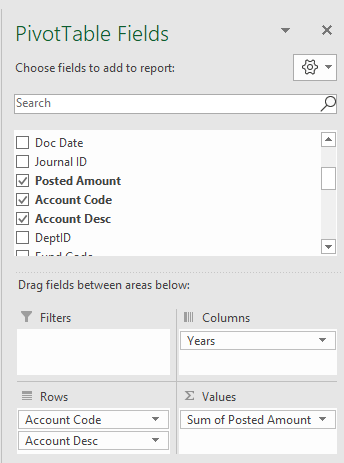 PivotTable Fields
Choose fields to add to report:
Search
Doc Date
Journal ID
Posted Amount
Account Code
Account Desc
DeptID
Fund Code
Drag fields between areas below:
Filters
Columns
Years
Rows
Σ Values
Account Code
Sum of Posted Amount
Account Desc